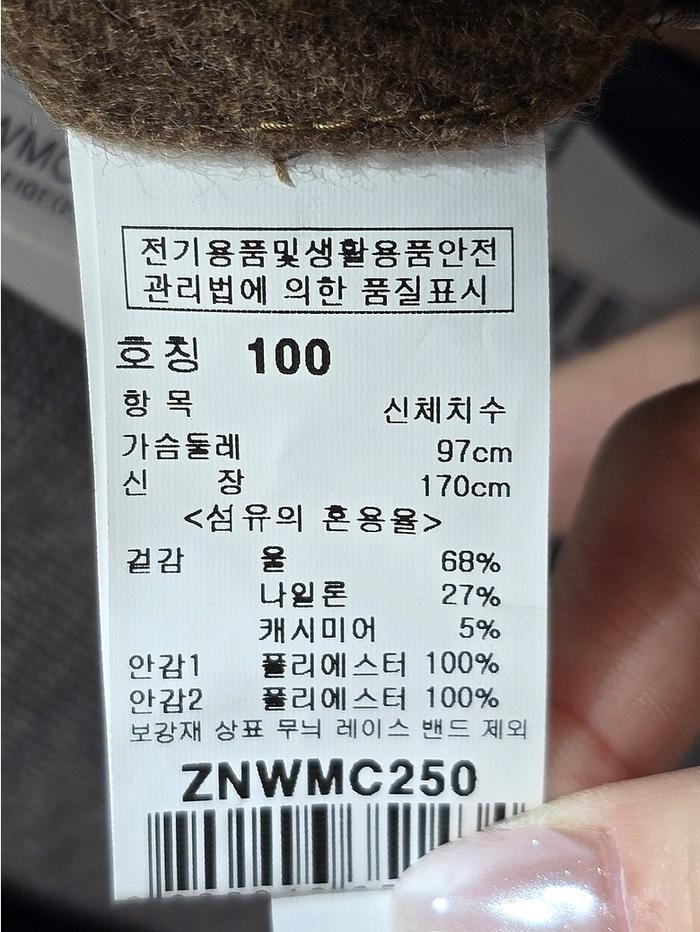 전기용품및생활용품안전
관리법에 의한 품질표시
호칭 100
항목 신체치수
가슴둘레 97cm
신 장 170cm
<섬유의 혼용율>
겉감 울 68%
나일론 27%
캐시미어 5%
안감1 폴리에스터 100%
안감2 폴리에스터 100%
보강재 상표 무늬 레이스 밴드 제외
ZNWMC250